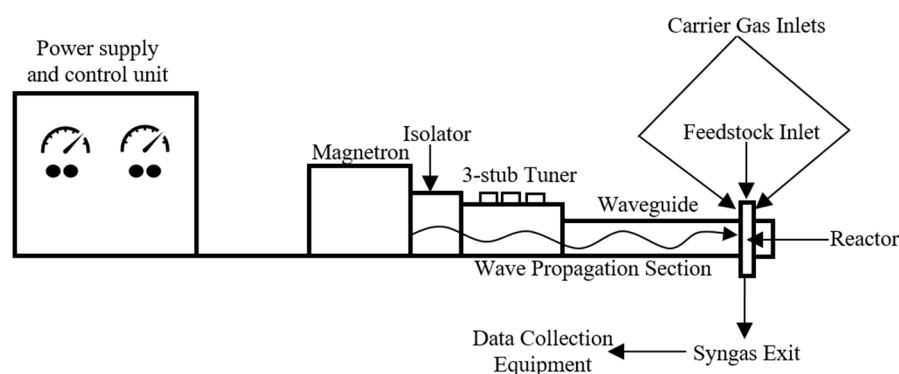 Carrier Gas Inlets
Power supply
and control unit
Isolator
Feedstock Inlet
Magnetron
3-stub Tuner
Waveguide
Reactor
Wave Propagation Section
Data Collection
Equipment
Syngas Exit